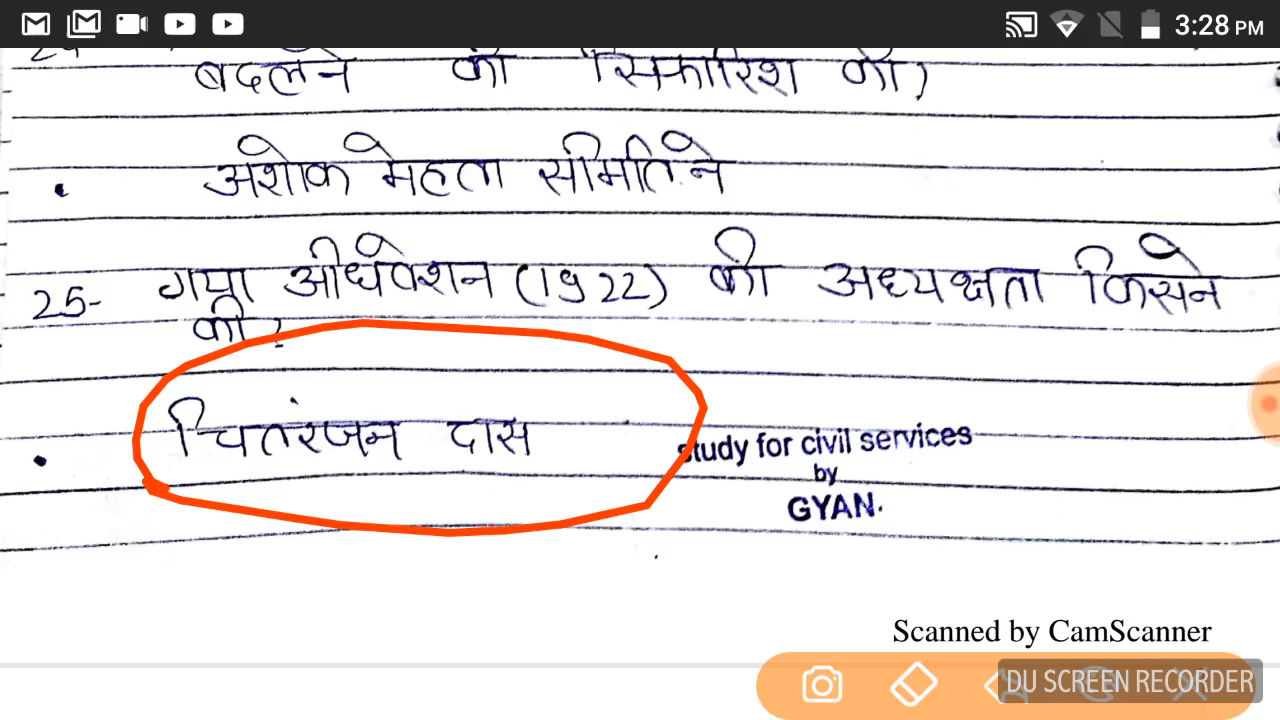 3:28 PM
बदलने की सिफारिश की)
अशोक मेहता समिति ने
25- गया अधिवेशन (1922) की अध्यक्षता किसने
की?
चितरंजन दास
study for civil services
by
GYAN.
Scanned by CamScanner
DU SCREEN RECORDER